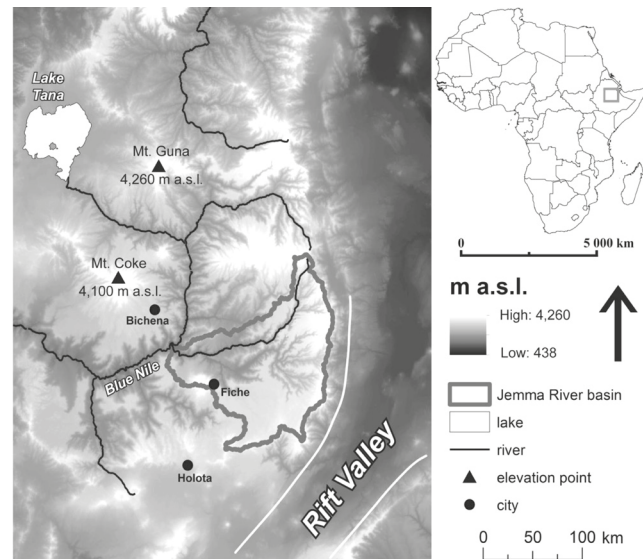 Lake
Tana
Mt. Guna
4,260 m a.s.l.
Mt. Coke
4,100 m a.s.l.
Bichena
Blue Nile
Fiche
Holota
Rift Valley
0 5 000 km
m a.s.l.
High: 4,260
Low: 438
Jemma River basin
lake
river
elevation point
city
0 25 50 100 km